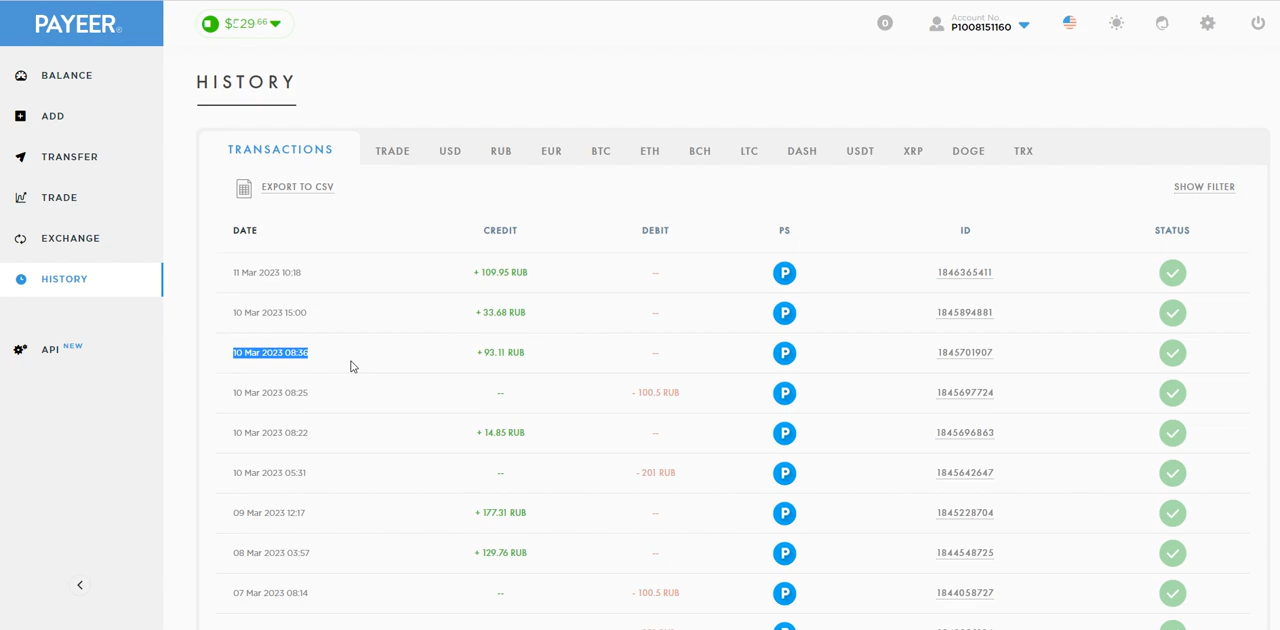 PAYEER®
Account No.
P1008151160
0
BALANCE
ADD
TRANSFER
TRADE
EXCHANGE
HISTORY
API NEW
HISTORY
TRANSACTIONS TRADE USD RUB EUR BTC ETH BCH LTC DASH USDT XRP DOGE TRX
EXPORT TO CSV SHOW FILTER
DATE CREDIT DEBIT PS ID STATUS
11 Mar 2023 10:18 + 109.95 RUB -- P 1846365411
10 Mar 2023 15:00 + 33.68 RUB -- P 1845894881
10 Mar 2023 08:36 + 93.11 RUB -- P 1845701907
10 Mar 2023 08:25 -- - 100.5 RUB P 1845697724
10 Mar 2023 08:22 + 14.85 RUB -- P 1845696863
10 Mar 2023 05:31 -- - 201 RUB P 1845642647
09 Mar 2023 12:17 + 177.31 RUB -- P 1845228704
08 Mar 2023 03:57 + 129.76 RUB -- P 1844548725
07 Mar 2023 08:14 -- - 100.5 RUB P 1844058727